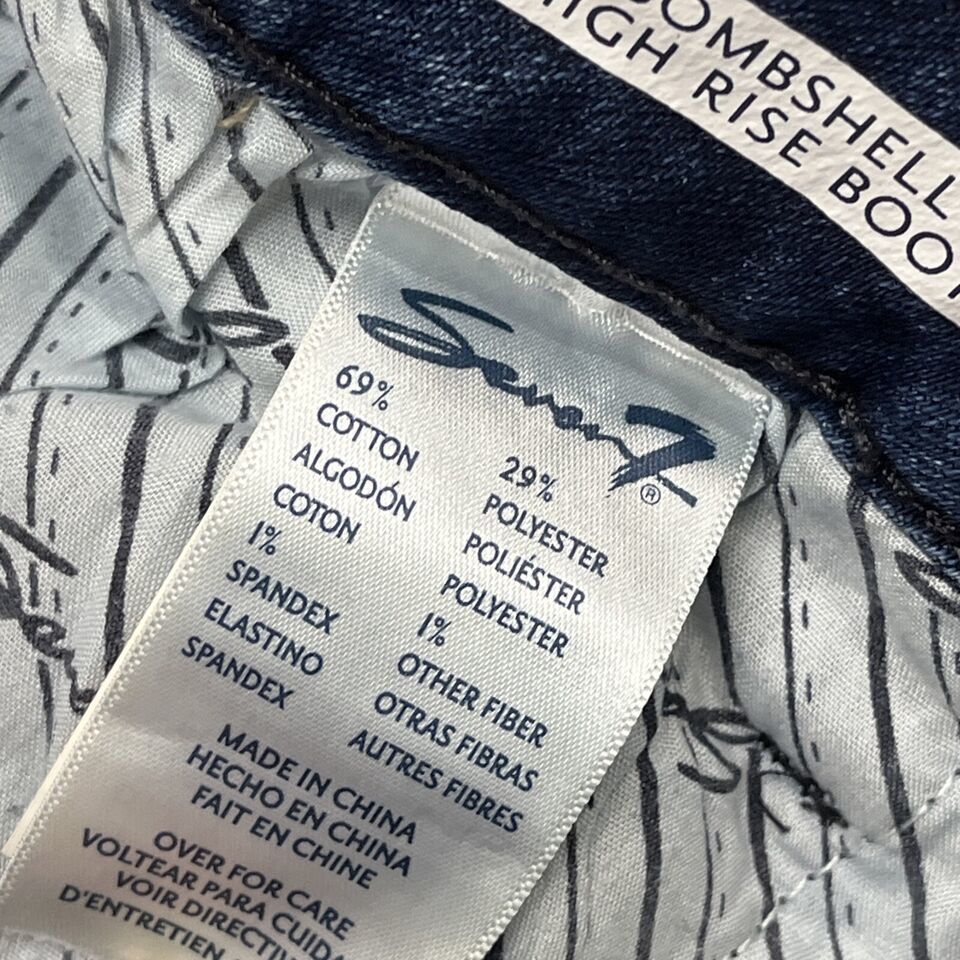 BOMBSHELL
HIGH RISE BOOT
Seven7®
69%
COTTON
ALGODÓN
COTON
1%
SPANDEX
ELASTINO
SPANDEX
29%
POLYESTER
POLIÉSTER
POLYESTER
1%
OTHER FIBER
OTRAS FIBRAS
AUTRES FIBRES
MADE IN CHINA
HECHO EN CHINA
FAIT EN CHINE
OVER FOR CARE
VOLTEAR PARA CUIDA
VOIR DIRECTIV
D'ENTRETIEN